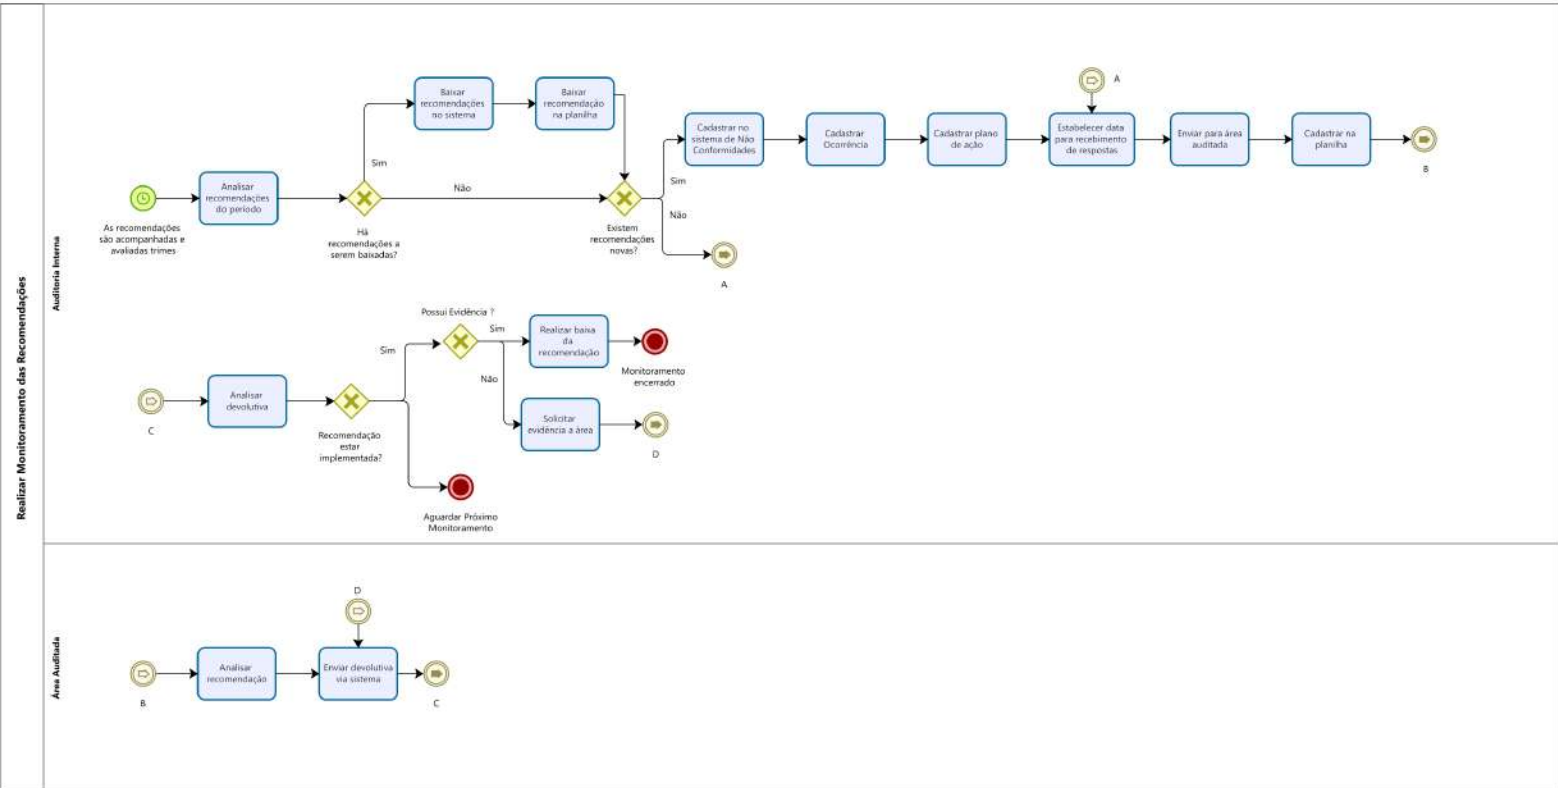 Realizar Monitoramento das Recomendações
Auditoria Interna
As recomendações
são acompanhadas e
avaliadas trimes
Analisar
recomendações
do período
Há
recomendações a
serem baixadas?
Sim
Não
Baixar
recomendações
no sistema
Baixar
recomendação
na planilha
Existem
recomendações
novas?
Sim
Não
A
Cadastrar no
sistema de Não
Conformidades
Cadastrar
Ocorrência
Cadastrar plano
de ação
A
Estabelecer data
para recebimento
de respostas
Enviar para área
auditada
Cadastrar na
planilha
B
C
Analisar
devolutiva
Recomendação
estar
implementada?
Sim
Possui Evidência ?
Sim
Não
Realizar baixa
da
recomendação
Monitoramento
encerrado
Solicitar
evidência a área
D
Aguardar Próximo
Monitoramento
Área Auditada
B
Analisar
recomendação
D
Enviar devolutiva
via sistema
C